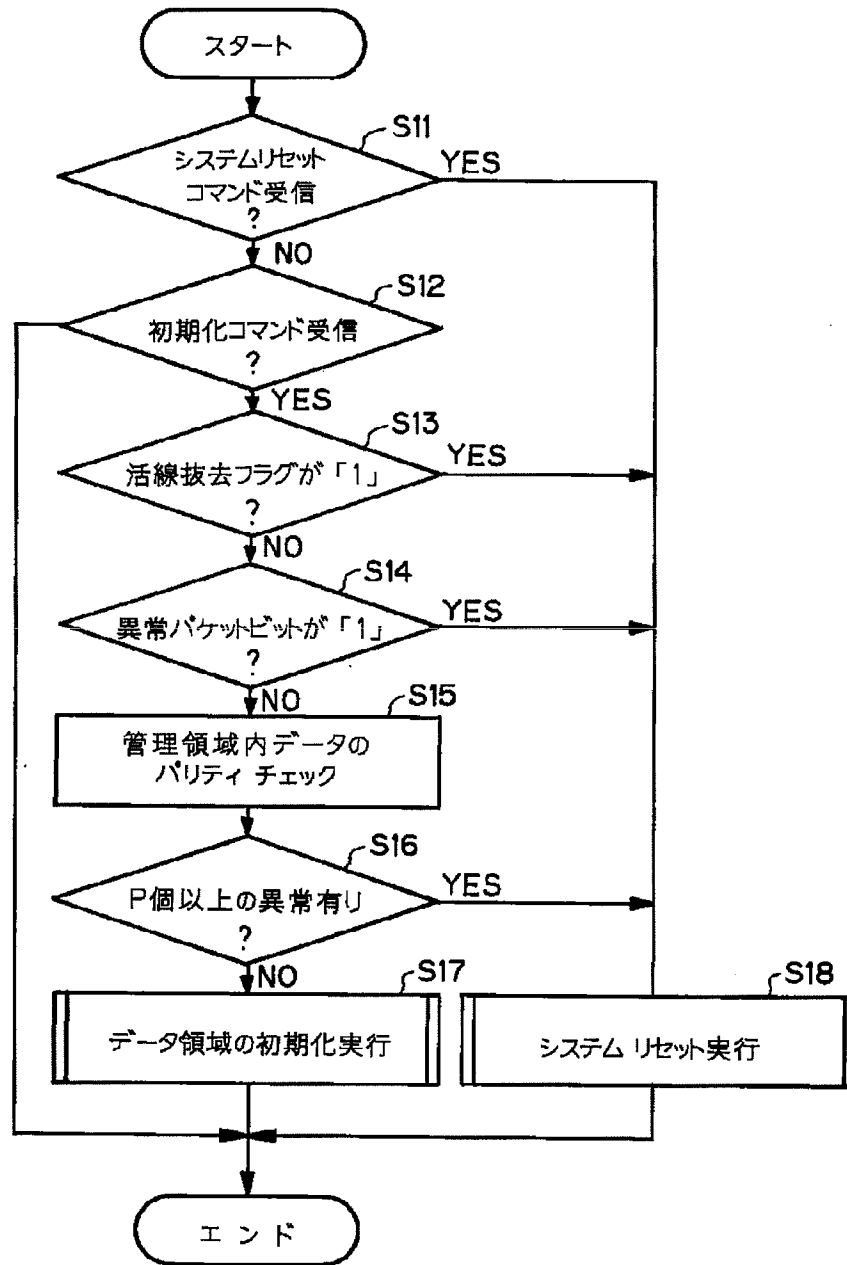 スタート
S11
システムリセット
コマンド受信
?
YES
NO
S12
初期化コマンド受信
?
YES
S13
活線抜去フラグが「1」
?
YES
NO
S14
異常パケットビットが「1」
?
YES
NO
S15
管理領域内データの
パリティ チェック
S16
P個以上の異常有り
?
YES
NO
S17
データ領域の初期化実行
S18
システム リセット実行
エンド